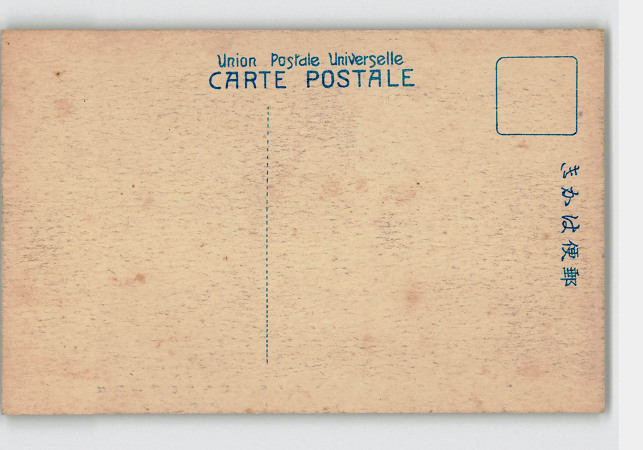 Union Postale Universelle
CARTE POSTALE
きかは便郵